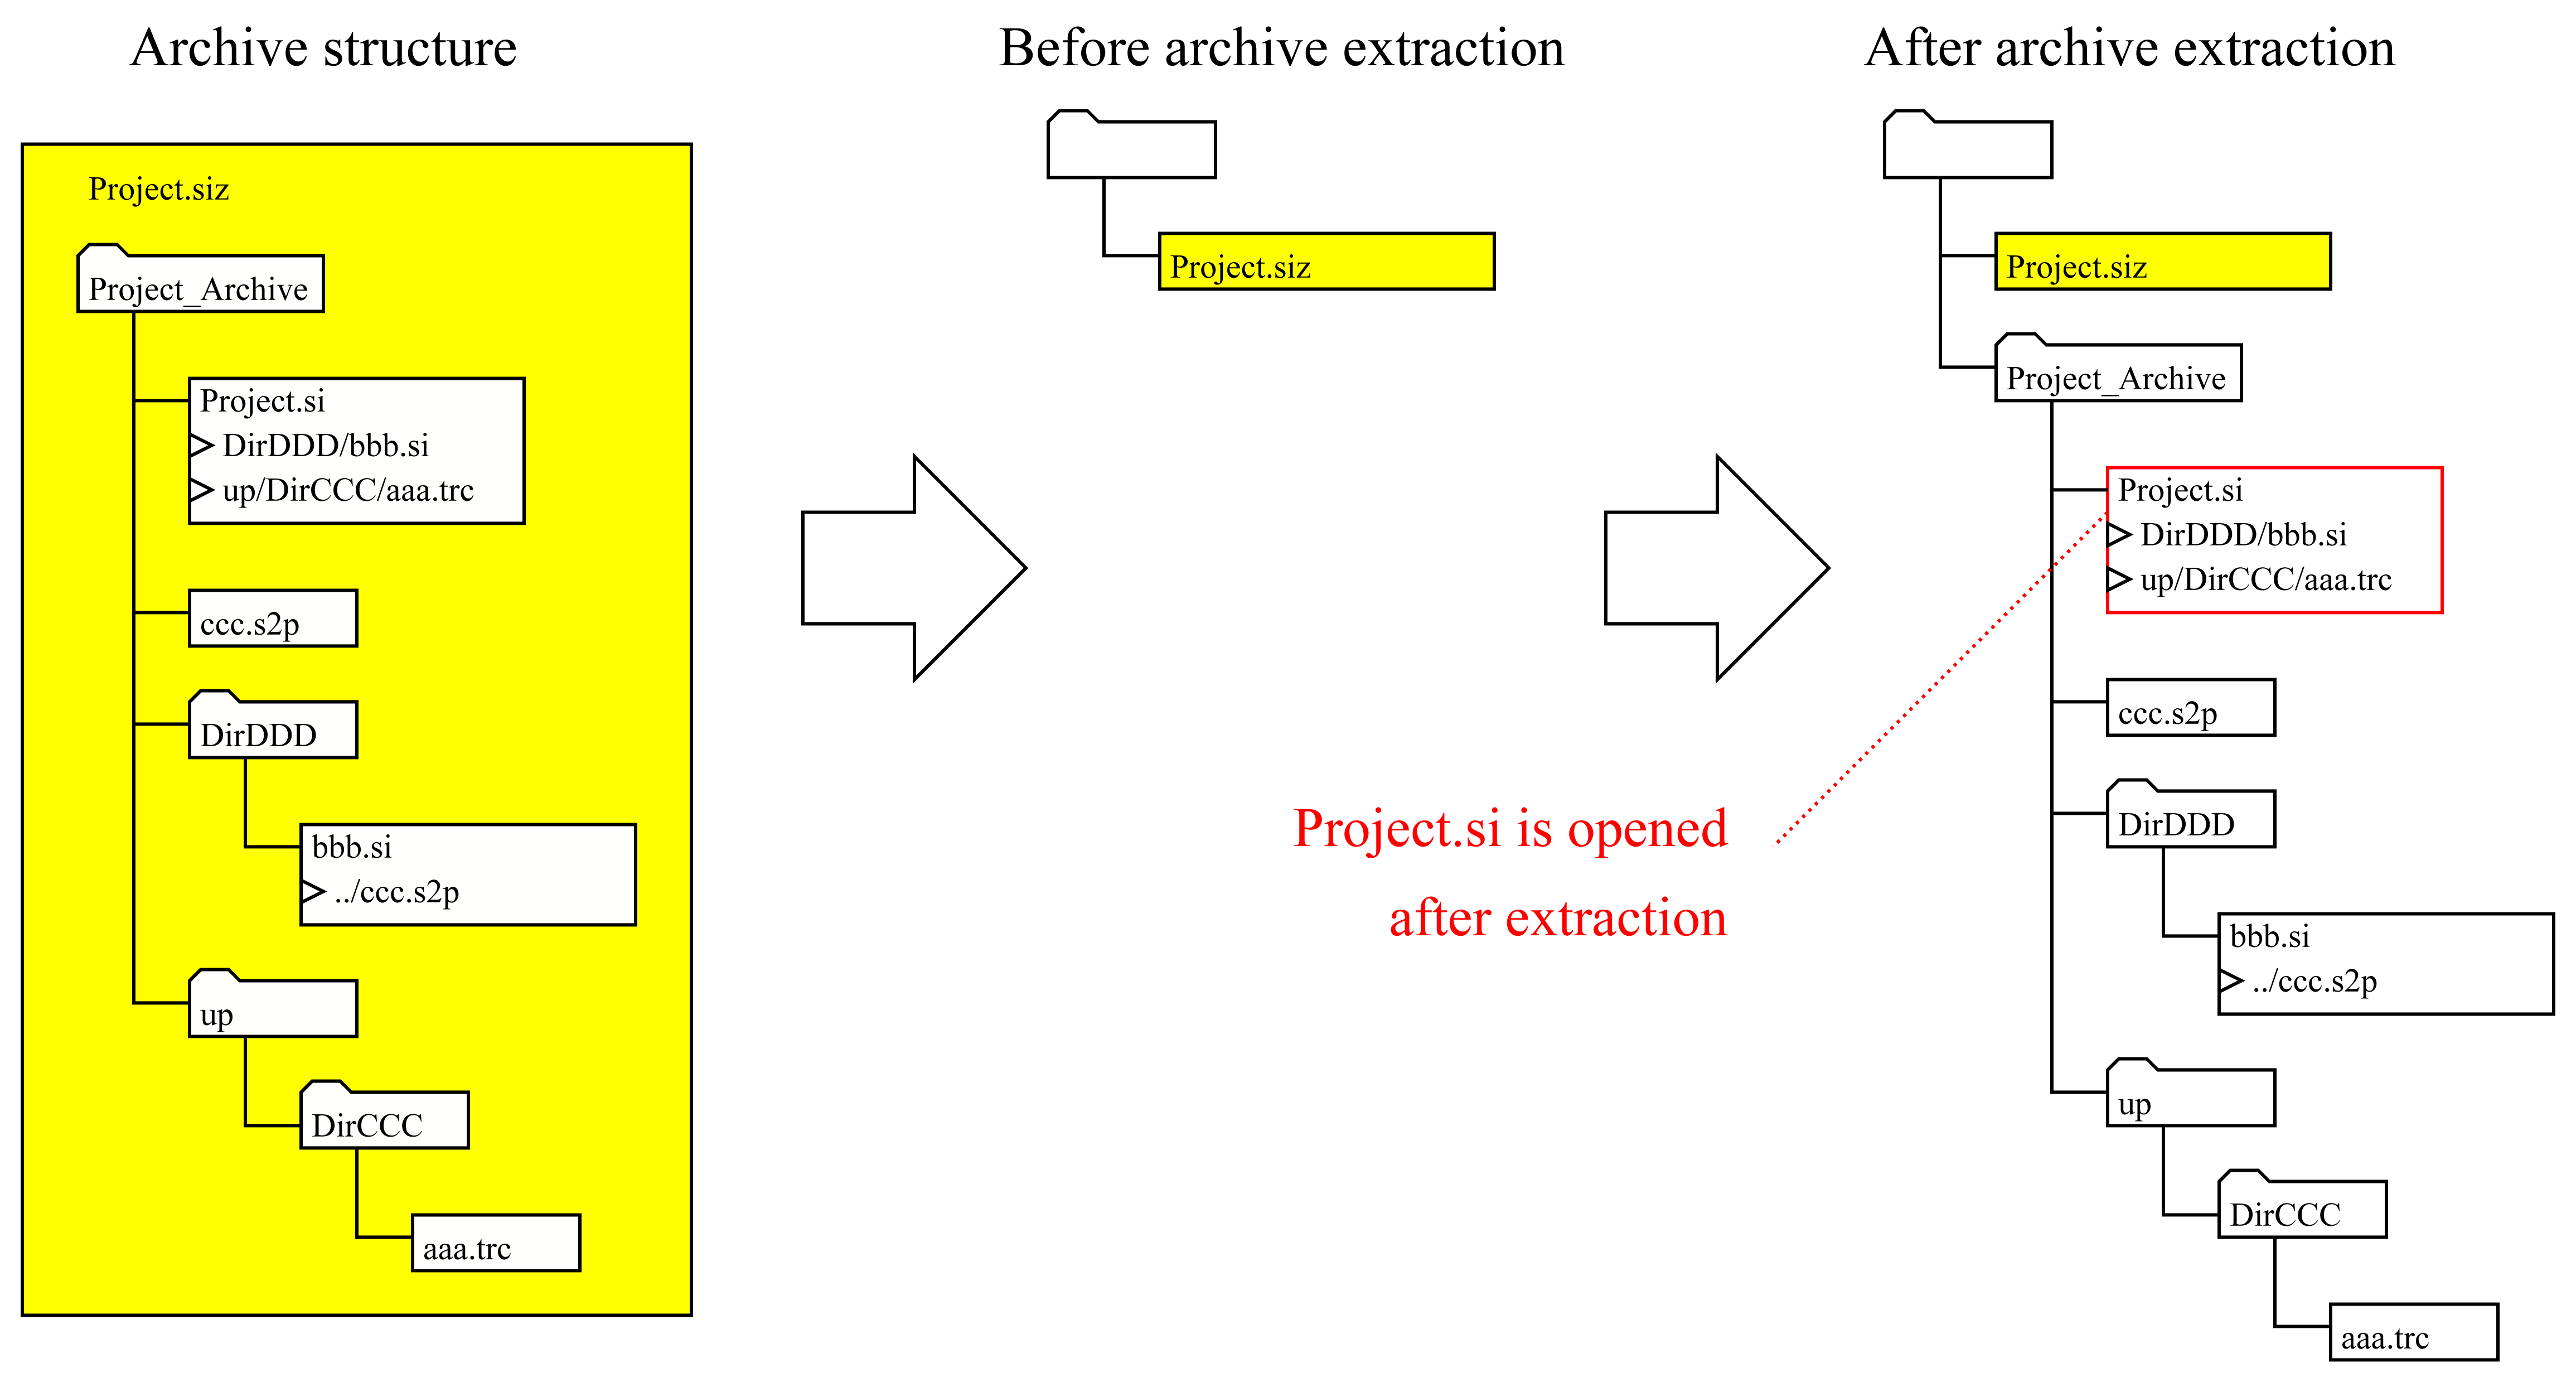 Archive structure
Before archive extraction
After archive extraction
Project.siz
Project_Archive
Project.si
DirDDD/bbb.si
up/DirCCC/aaa.trc
ccc.s2p
DirDDD
bbb.si
../ccc.s2p
up
DirCCC
aaa.trc
Project.siz
Project.si is opened
after extraction
Project.siz
Project_Archive
Project.si
DirDDD/bbb.si
up/DirCCC/aaa.trc
ccc.s2p
DirDDD
bbb.si
../ccc.s2p
up
DirCCC
aaa.trc